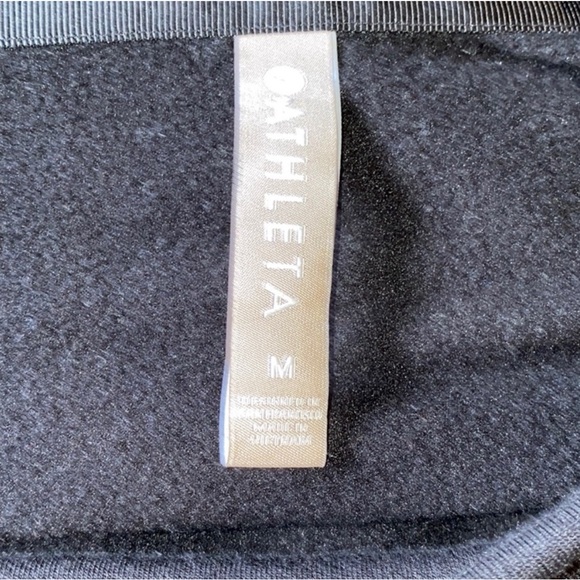 ATHLETA
M
DESIGNED IN
SAN FRANCISCO
MADE IN
VIETNAM